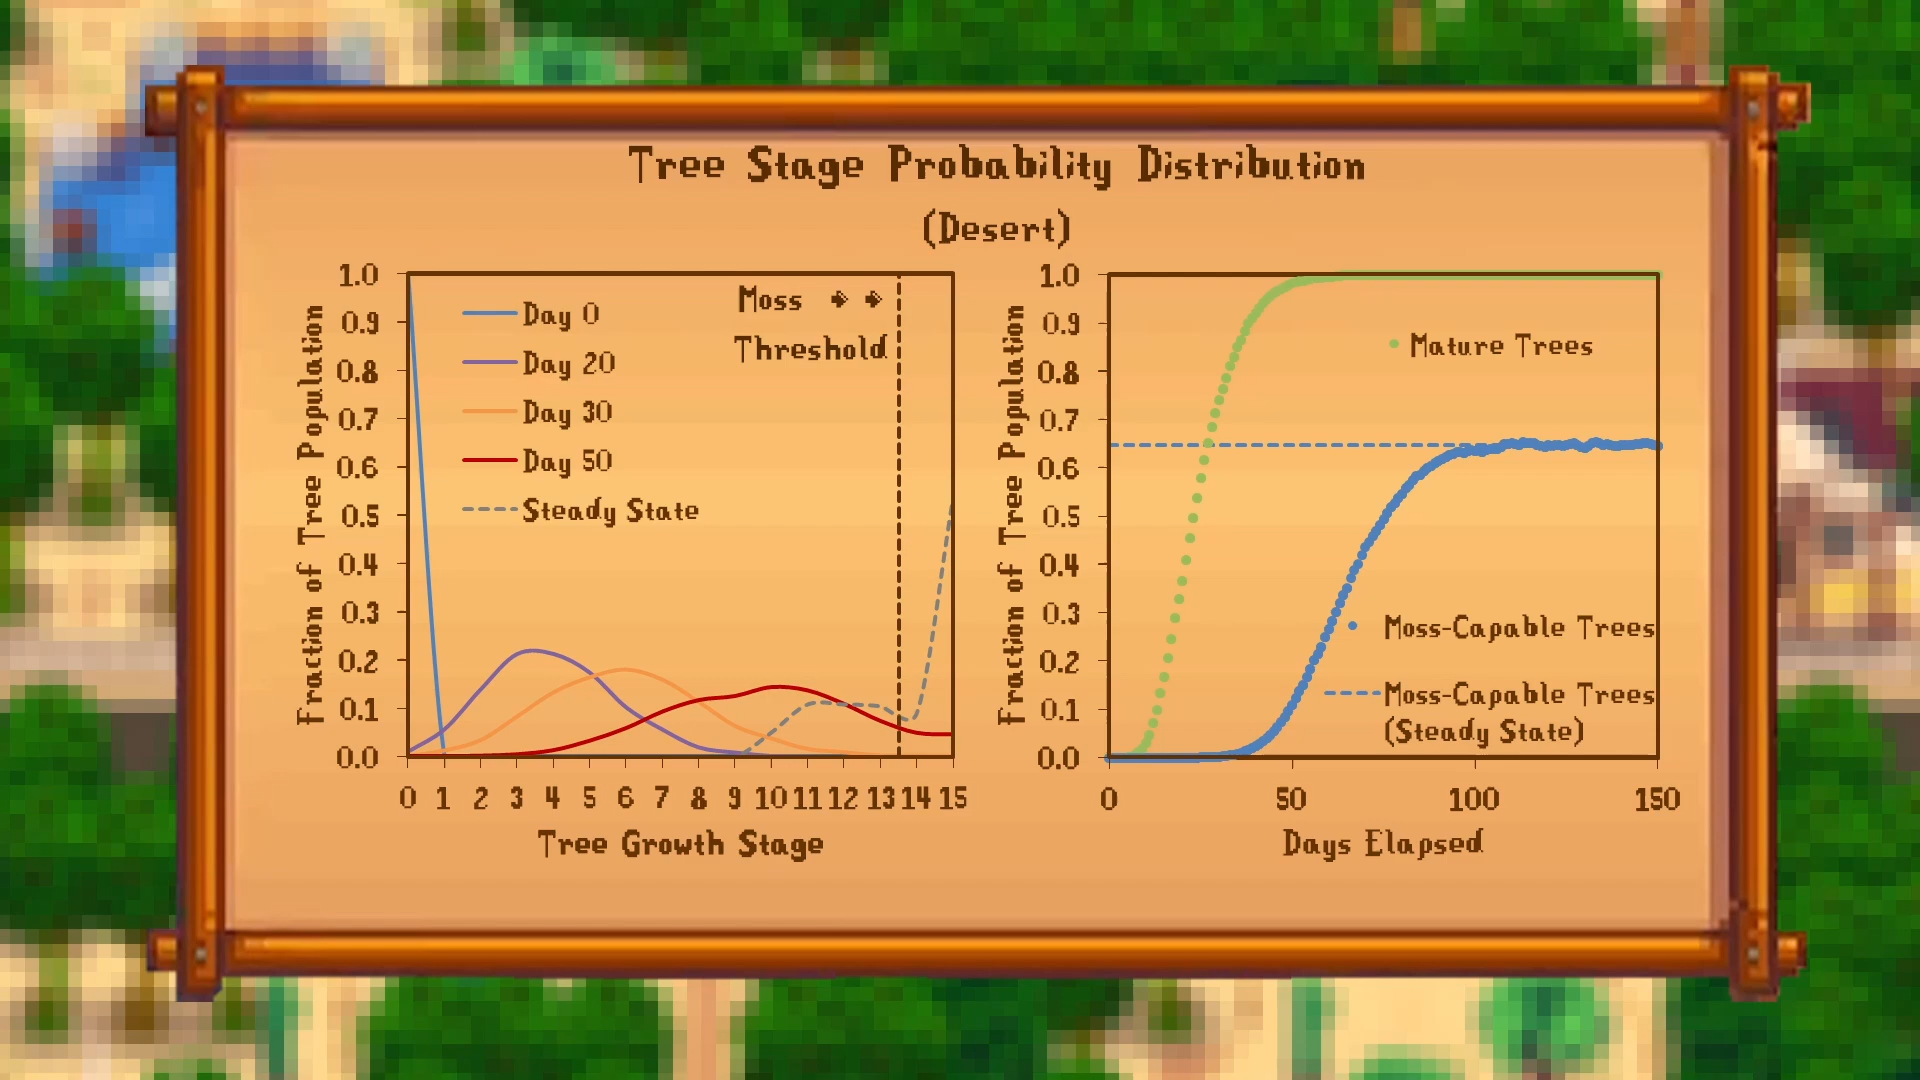 Tree Stage Probability Distribution
(Desert)
Fraction of Tree Population
1.0
0.9
0.8
0.7
0.6
0.5
0.4
0.3
0.2
0.1
0.0
Day 0
Day 20
Day 30
Day 50
Steady State
Moss
Threshold
0 1 2 3 4 5 6 7 8 9 10 11 12 13 14 15
Tree Growth Stage
Fraction of Tree Population
1.0
0.9
0.8
0.7
0.6
0.5
0.4
0.3
0.2
0.1
0.0
Mature Trees
Moss-Capable Trees
Moss-Capable Trees
(Steady State)
0 50 100 150
Days Elapsed